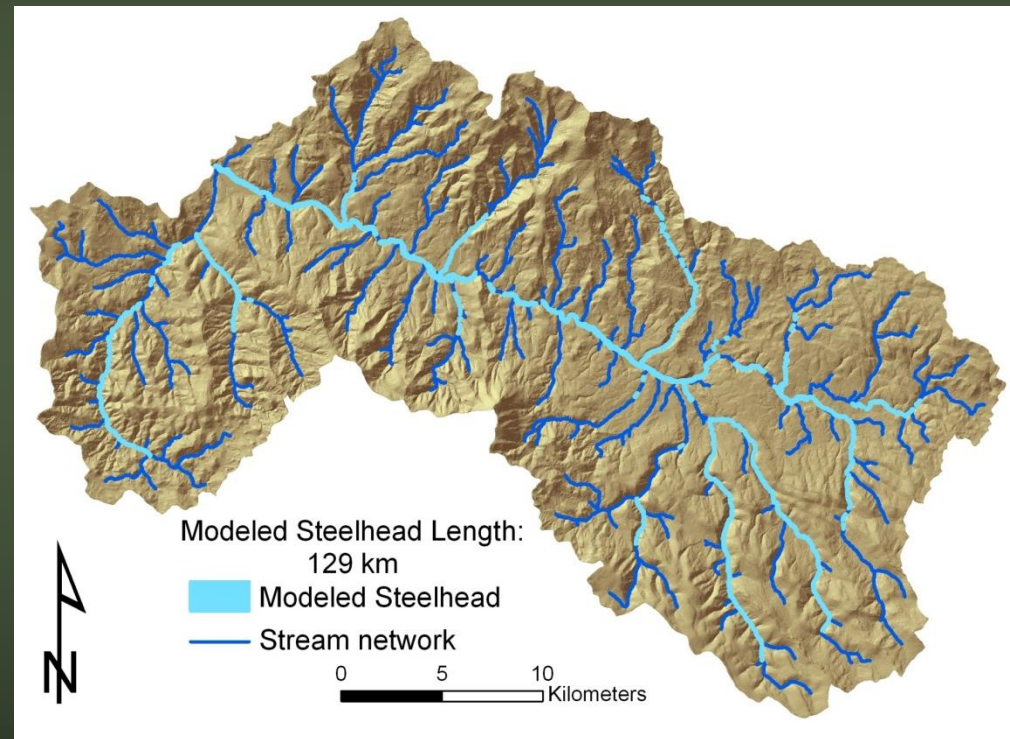 Modeled Steelhead Length:
129 km
Modeled Steelhead
Stream network
N
0 5 10
Kilometers